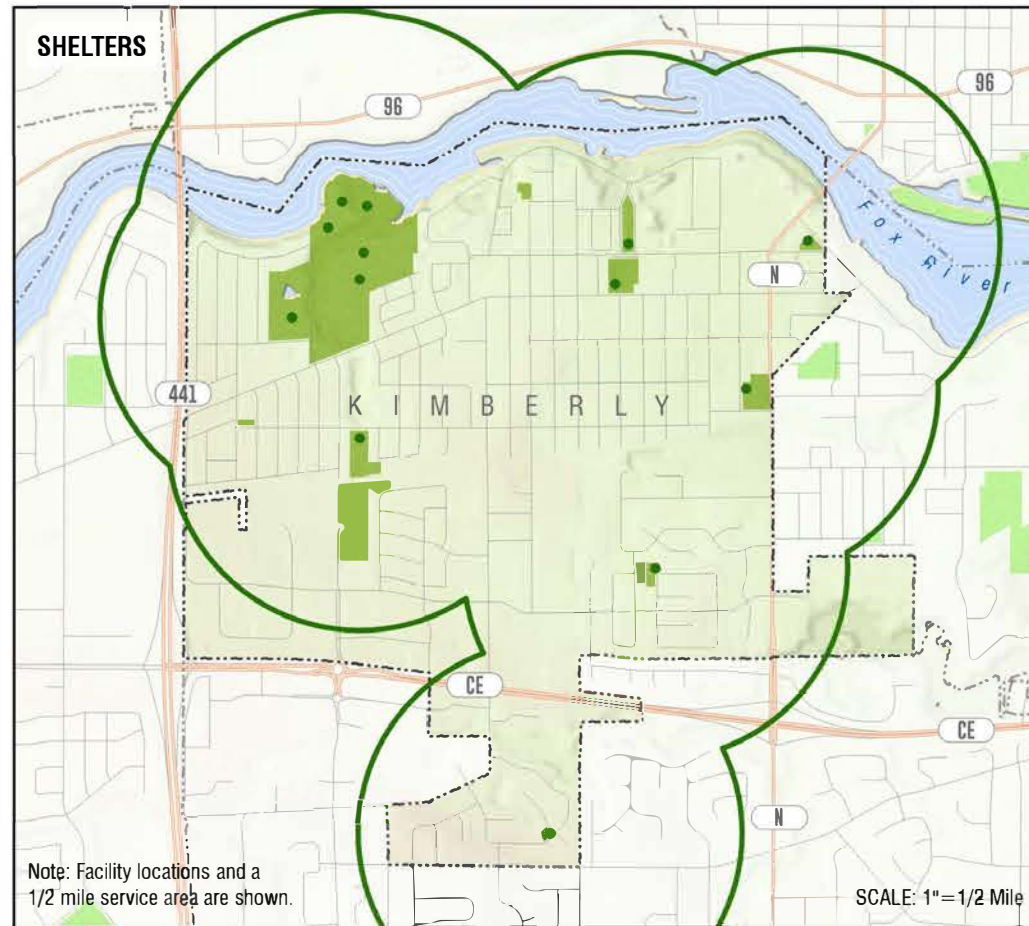 SHELTERS
96
96
Fox River
N
441
KIMBERLY
CE
CE
N
Note: Facility locations and a
1/2 mile service area are shown.
SCALE: 1"=1/2 Mile